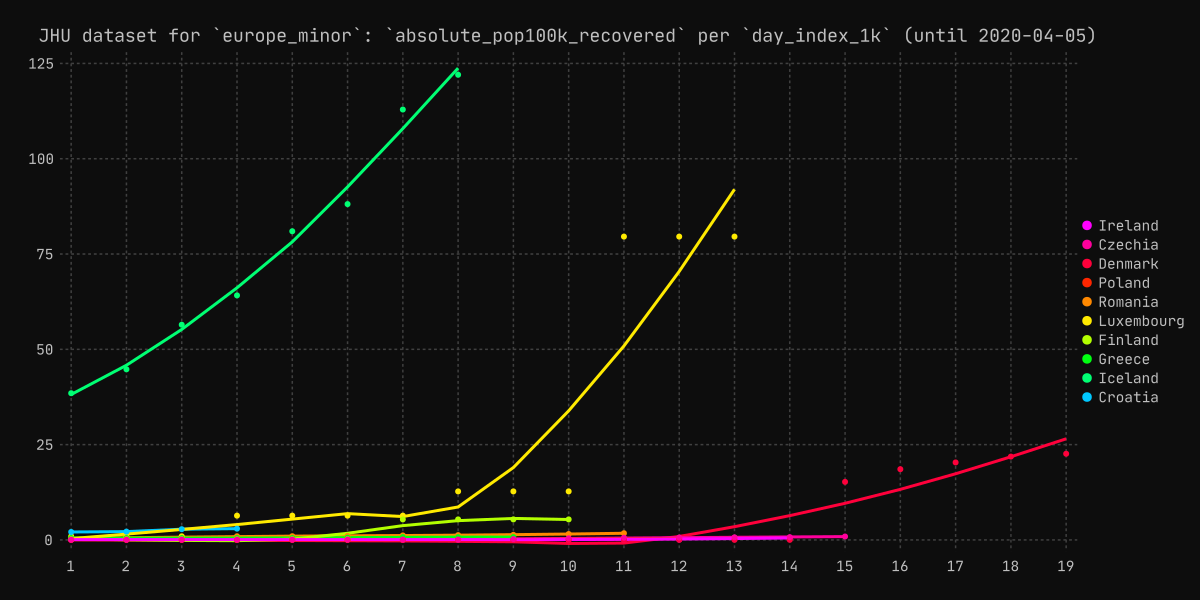 JHU dataset for `europe_minor`: `absolute_pop100k_recovered` per `day_index_1k` (until 2020-04-05)
125
100
75
50
25
0
1 2 3 4 5 6 7 8 9 10 11 12 13 14 15 16 17 18 19
Ireland
Czechia
Denmark
Poland
Romania
Luxembourg
Finland
Greece
Iceland
Croatia